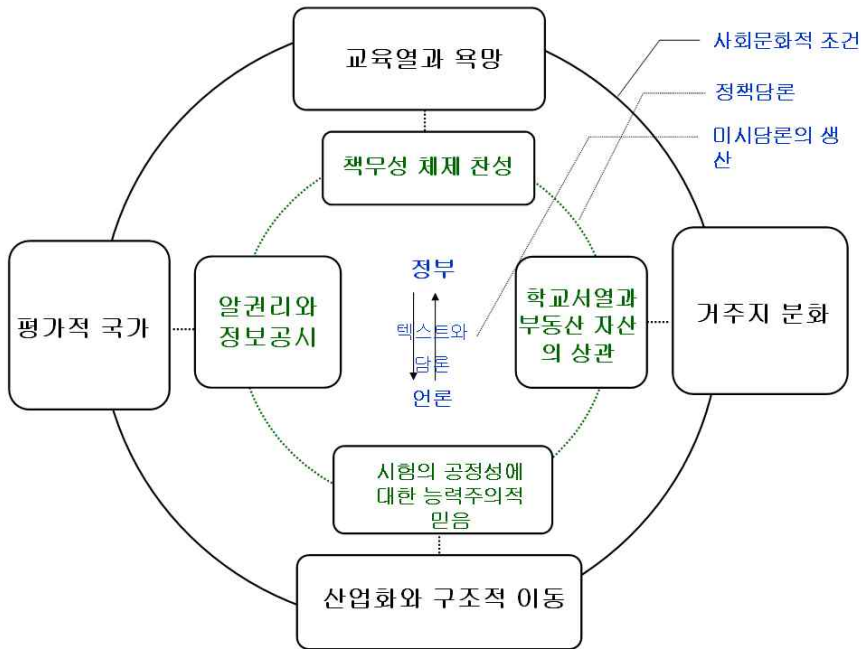 교육열과 욕망
사회문화적 조건
정책담론
미시담론의 생
산
책무성 체제 찬성
평가적 국가
알권리와
정보공시
정부
텍스트와
담론
언론
학교서열과
부동산 자산
의 상관
거주지 분화
시험의 공정성에
대한 능력주의적
믿음
산업화와 구조적 이동